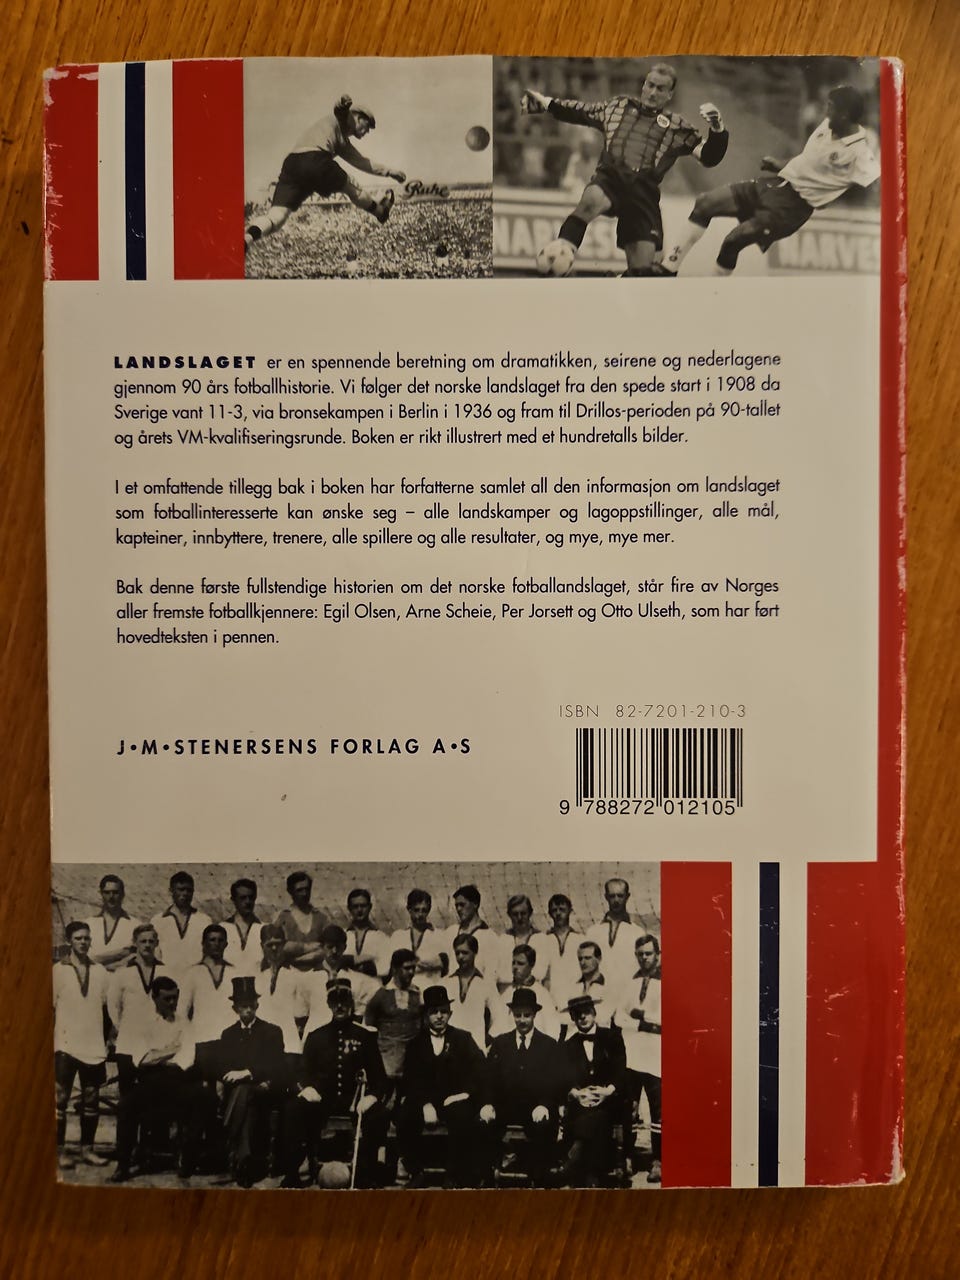 Ruhe
HARVES
NARVES
LANDSLAGET er en spennende beretning om dramatikken, seirene og nederlagene
gjennom 90 års fotballhistorie. Vi følger det norske landslaget fra den spede start i 1908 da
Sverige vant 11-3, via bronsekampen i Berlin i 1936 og fram til Drillos-perioden på 90-tallet
og årets VM-kvalifiseringsrunde. Boken er rikt illustrert med et hundretalls bilder.
I et omfattende tillegg bak i boken har forfatterne samlet all den informasjon om landslaget
som fotballinteresserte kan ønske seg – alle landskamper og lagoppstillinger, alle mål,
kapteiner, innbyttere, trenere, alle spillere og alle resultater, og mye, mye mer.
Bak denne første fullstendige historien om det norske fotballandslaget, står fire av Norges
aller fremste fotballkjennere: Egil Olsen, Arne Scheie, Per Jorsett og Otto Ulseth, som har ført
hovedteksten i pennen.
ISBN 82-7201-210-3
J•M•STENERSENS FORLAG A•S
9 788272 012105